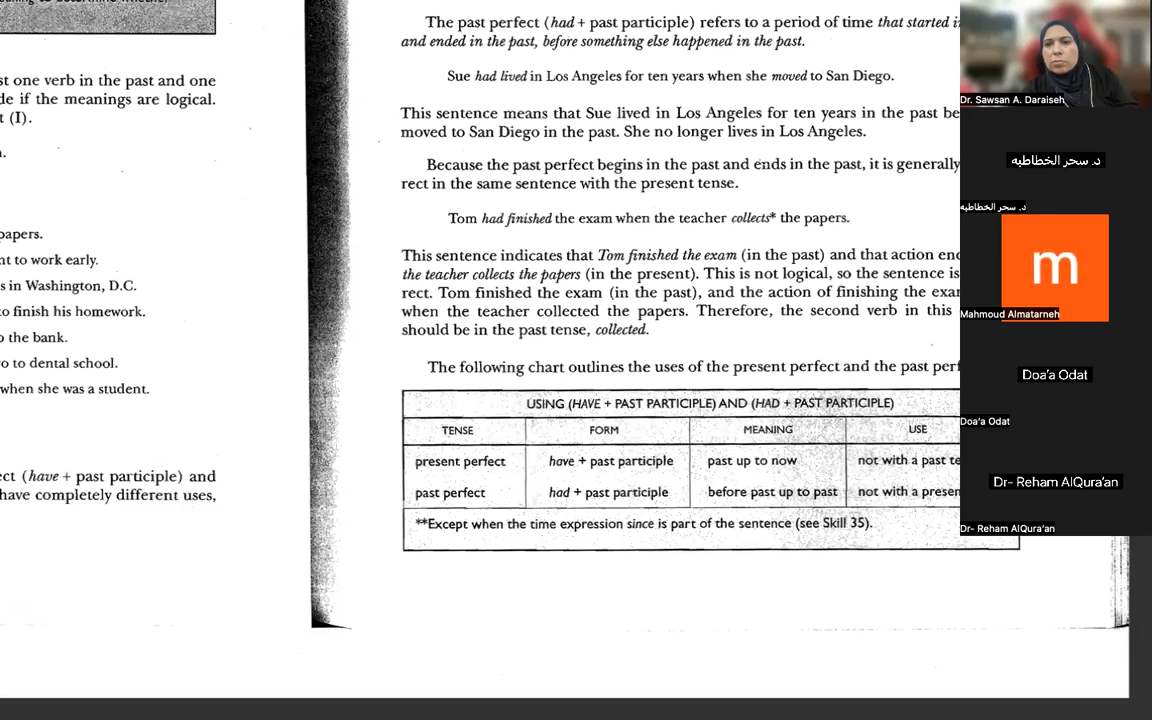 st one verb in the past and one
de if the meanings are logical.
t (I).
papers.
nt to work early.
s in Washington, D.C.
to finish his homework.
o the bank.
o to dental school.
when she was a student.
ect (have + past participle) and
have completely different uses,
The past perfect (had + past participle) refers to a period of time that started i
and ended in the past, before something else happened in the past.
Sue had lived in Los Angeles for ten years when she moved to San Diego.
This sentence means that Sue lived in Los Angeles for ten years in the past be
moved to San Diego in the past. She no longer lives in Los Angeles.
Because the past perfect begins in the past and ends in the past, it is generally
rect in the same sentence with the present tense.
Tom had finished the exam when the teacher collects* the papers.
This sentence indicates that Tom finished the exam (in the past) and that action en
the teacher collects the papers (in the present). This is not logical, so the sentence is
rect. Tom finished the exam (in the past), and the action of finishing the exa
when the teacher collected the papers. Therefore, the second verb in this
should be in the past tense, collected.
The following chart outlines the uses of the present perfect and the past perf
USING (HAVE + PAST PARTICIPLE) AND (HAD + PAST PARTICIPLE)
TENSE FORM MEANING USE
present perfect have + past participle past up to now not with a past te
past perfect had + past participle before past up to past not with a presen
**Except when the time expression since is part of the sentence (see Skill 35).
Dr. Sawsan A. Daraiseh
د. سحر الخطاطبه
د. سحر الخطاطبه
m
Mahmoud Almatarneh
Doa'a Odat
Doa'a Odat
Dr- Reham AlQura'an
Dr- Reham AlQura'an